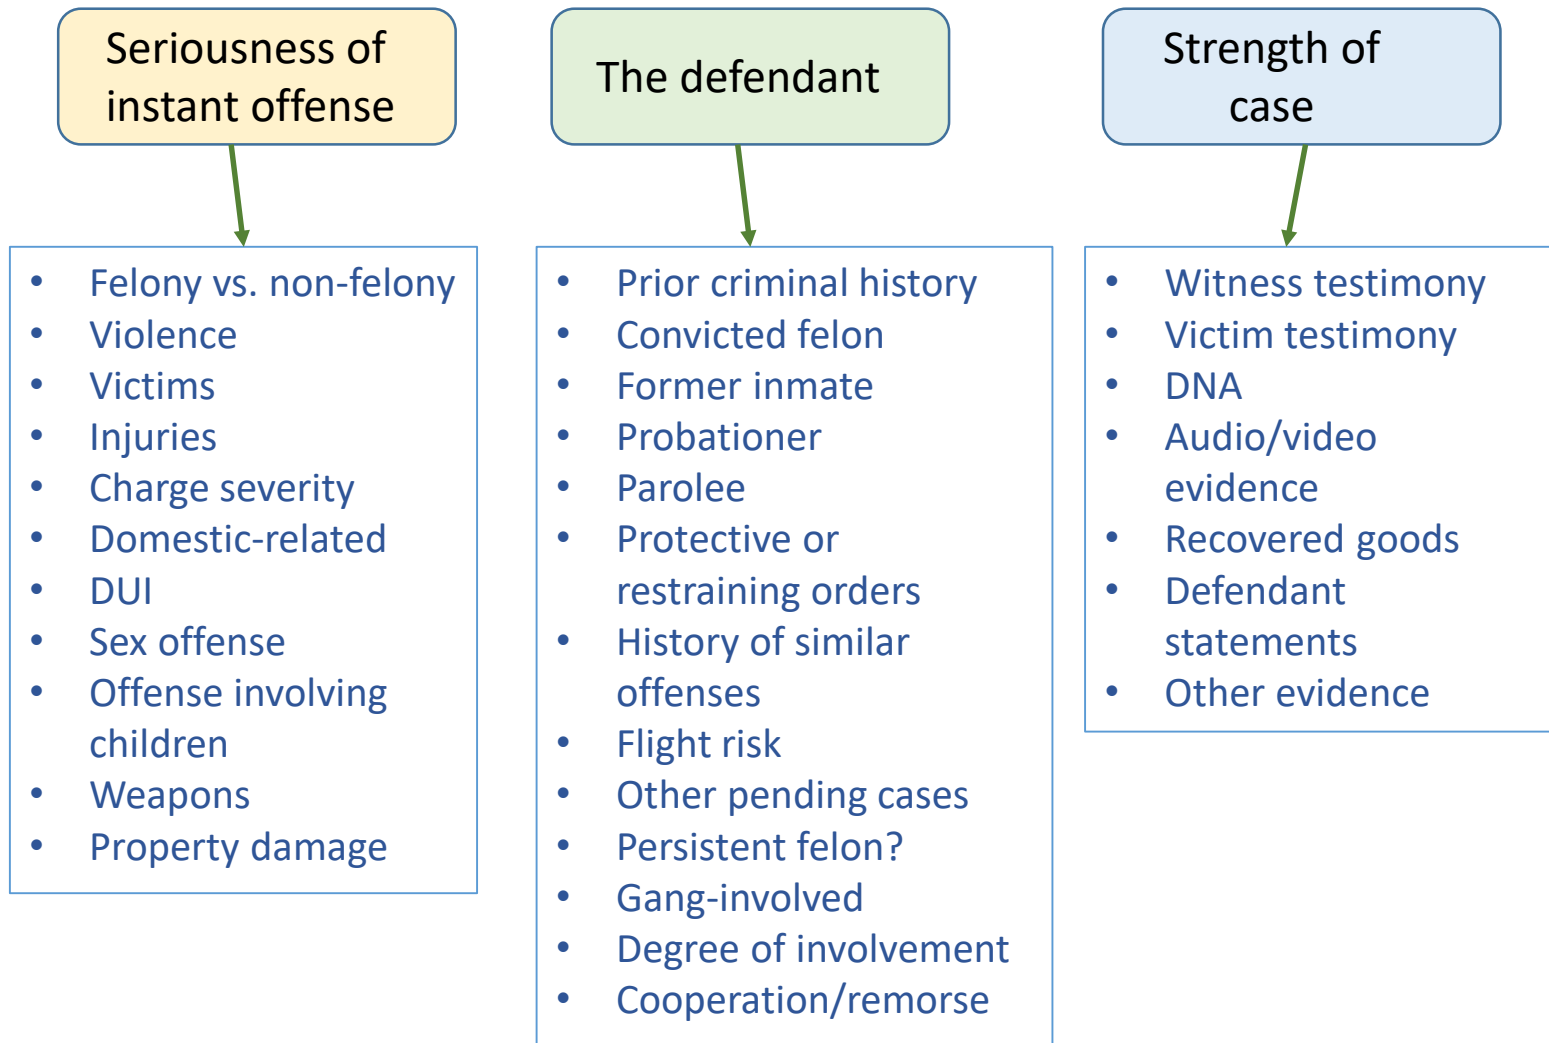 Seriousness of
instant offense
• Felony vs. non-felony
• Violence
• Victims
• Injuries
• Charge severity
• Domestic-related
• DUI
• Sex offense
• Offense involving
children
• Weapons
• Property damage
The defendant
• Prior criminal history
• Convicted felon
• Former inmate
• Probationer
• Parolee
• Protective or
restraining orders
• History of similar
offenses
• Flight risk
• Other pending cases
• Persistent felon?
• Gang-involved
• Degree of involvement
• Cooperation/remorse
Strength of
case
• Witness testimony
• Victim testimony
• DNA
• Audio/video
evidence
• Recovered goods
• Defendant
statements
• Other evidence